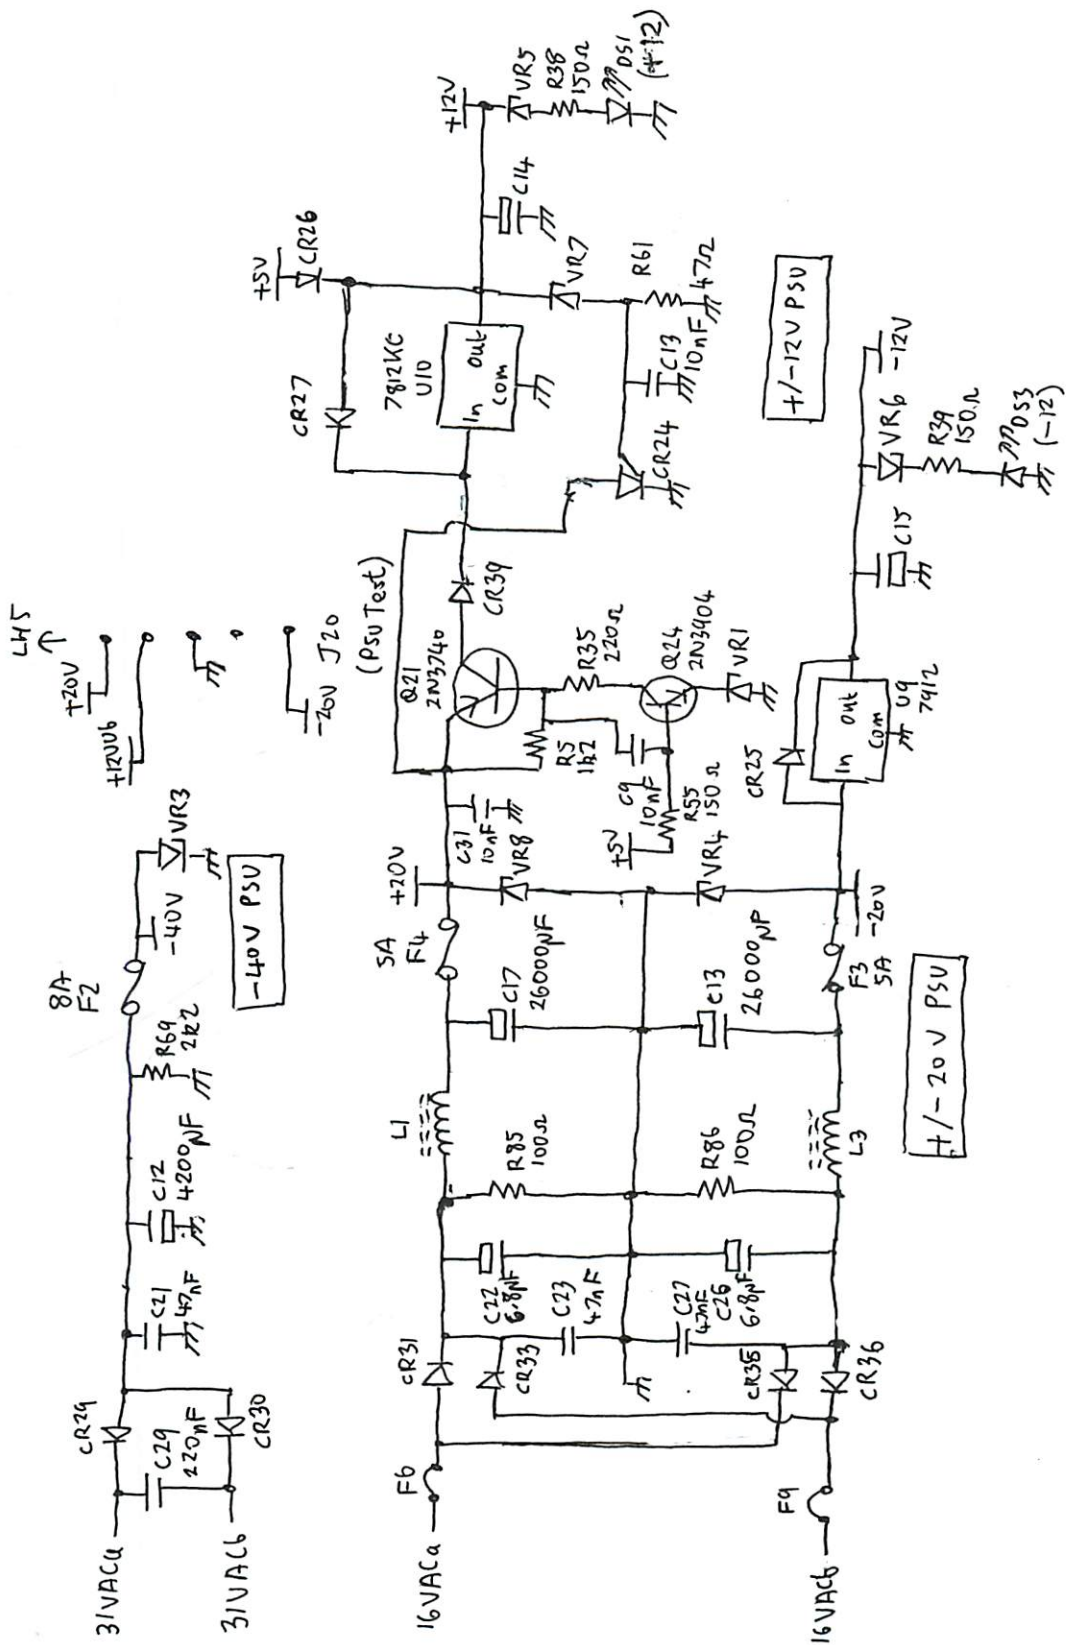 31VACa
31VACb
CR29
C29
220nF
CR30
C21
47nF
C12
4200µF
R69
2k2
8A
F2
-40V
VR3
-40V PSU
LH5
+20V
+12VUb
-20V
J20
(PSU Test)
16VACa
F6
CR31
CR33
C22
6.8µF
C23
47nF
C27
47nF
C26
6.8µF
CR35
CR36
16VACb
F9
R85
100Ω
R86
100Ω
L1
L3
C17
26000µF
C13
26000µF
5A
F4
F3
5A
+20V
-20V
+/-20V PSU
VR8
VR4
C31
10nF
Q21
2N3740
R5
1k2
C9
10nF
+5V
R55
150Ω
R35
220Ω
Q24
2N3904
VR1
CR39
CR27
+5V
CR26
7812KC
U10
In
Out
Com
CR24
C13
10nF
R61
47Ω
VR7
C14
+12V
VR5
R38
150Ω
DS1
(+12)
CR25
In
Out
Com
U9
7912
C15
-12V
VR6
R39
150Ω
DS3
(-12)
+/-12V PSU